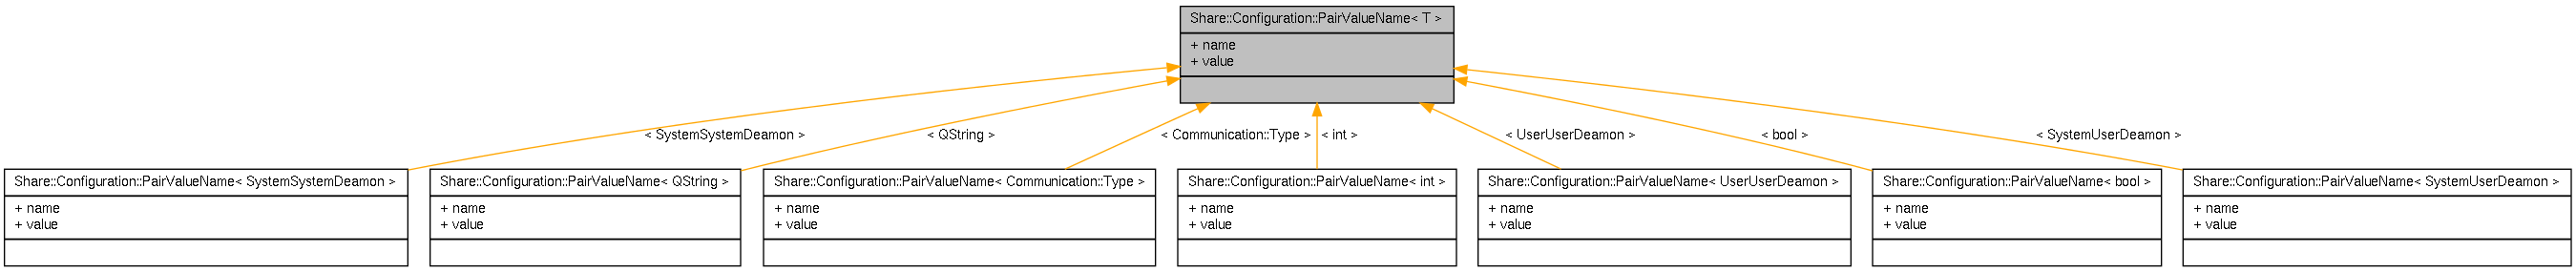 Share::Configuration::PairValueName< T >
+ name
+ value
< SystemSystemDeamon >
< QString >
< Communication::Type >
< int >
< UserUserDeamon >
< bool >
< SystemUserDeamon >
Share::Configuration::PairValueName< SystemSystemDeamon >
+ name
+ value
Share::Configuration::PairValueName< QString >
+ name
+ value
Share::Configuration::PairValueName< Communication::Type >
+ name
+ value
Share::Configuration::PairValueName< int >
+ name
+ value
Share::Configuration::PairValueName< UserUserDeamon >
+ name
+ value
Share::Configuration::PairValueName< bool >
+ name
+ value
Share::Configuration::PairValueName< SystemUserDeamon >
+ name
+ value